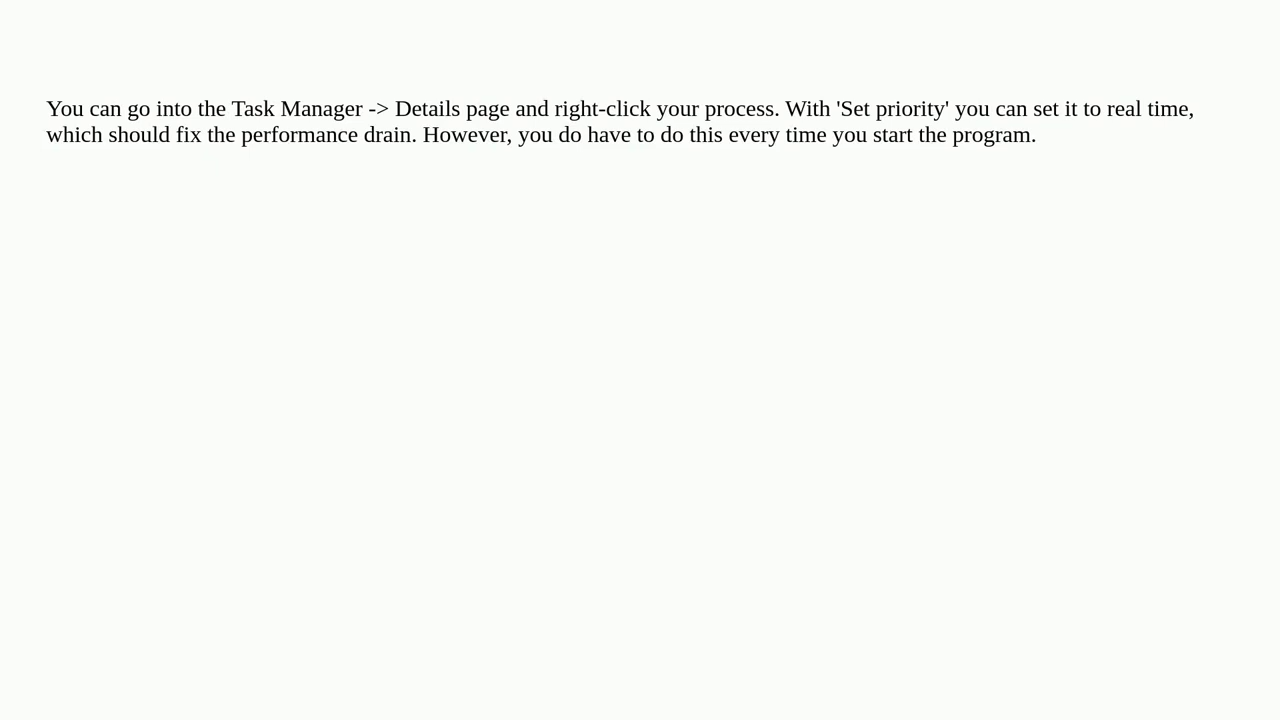 You can go into the Task Manager -> Details page and right-click your process. With 'Set priority' you can set it to real time,
which should fix the performance drain. However, you do have to do this every time you start the program.